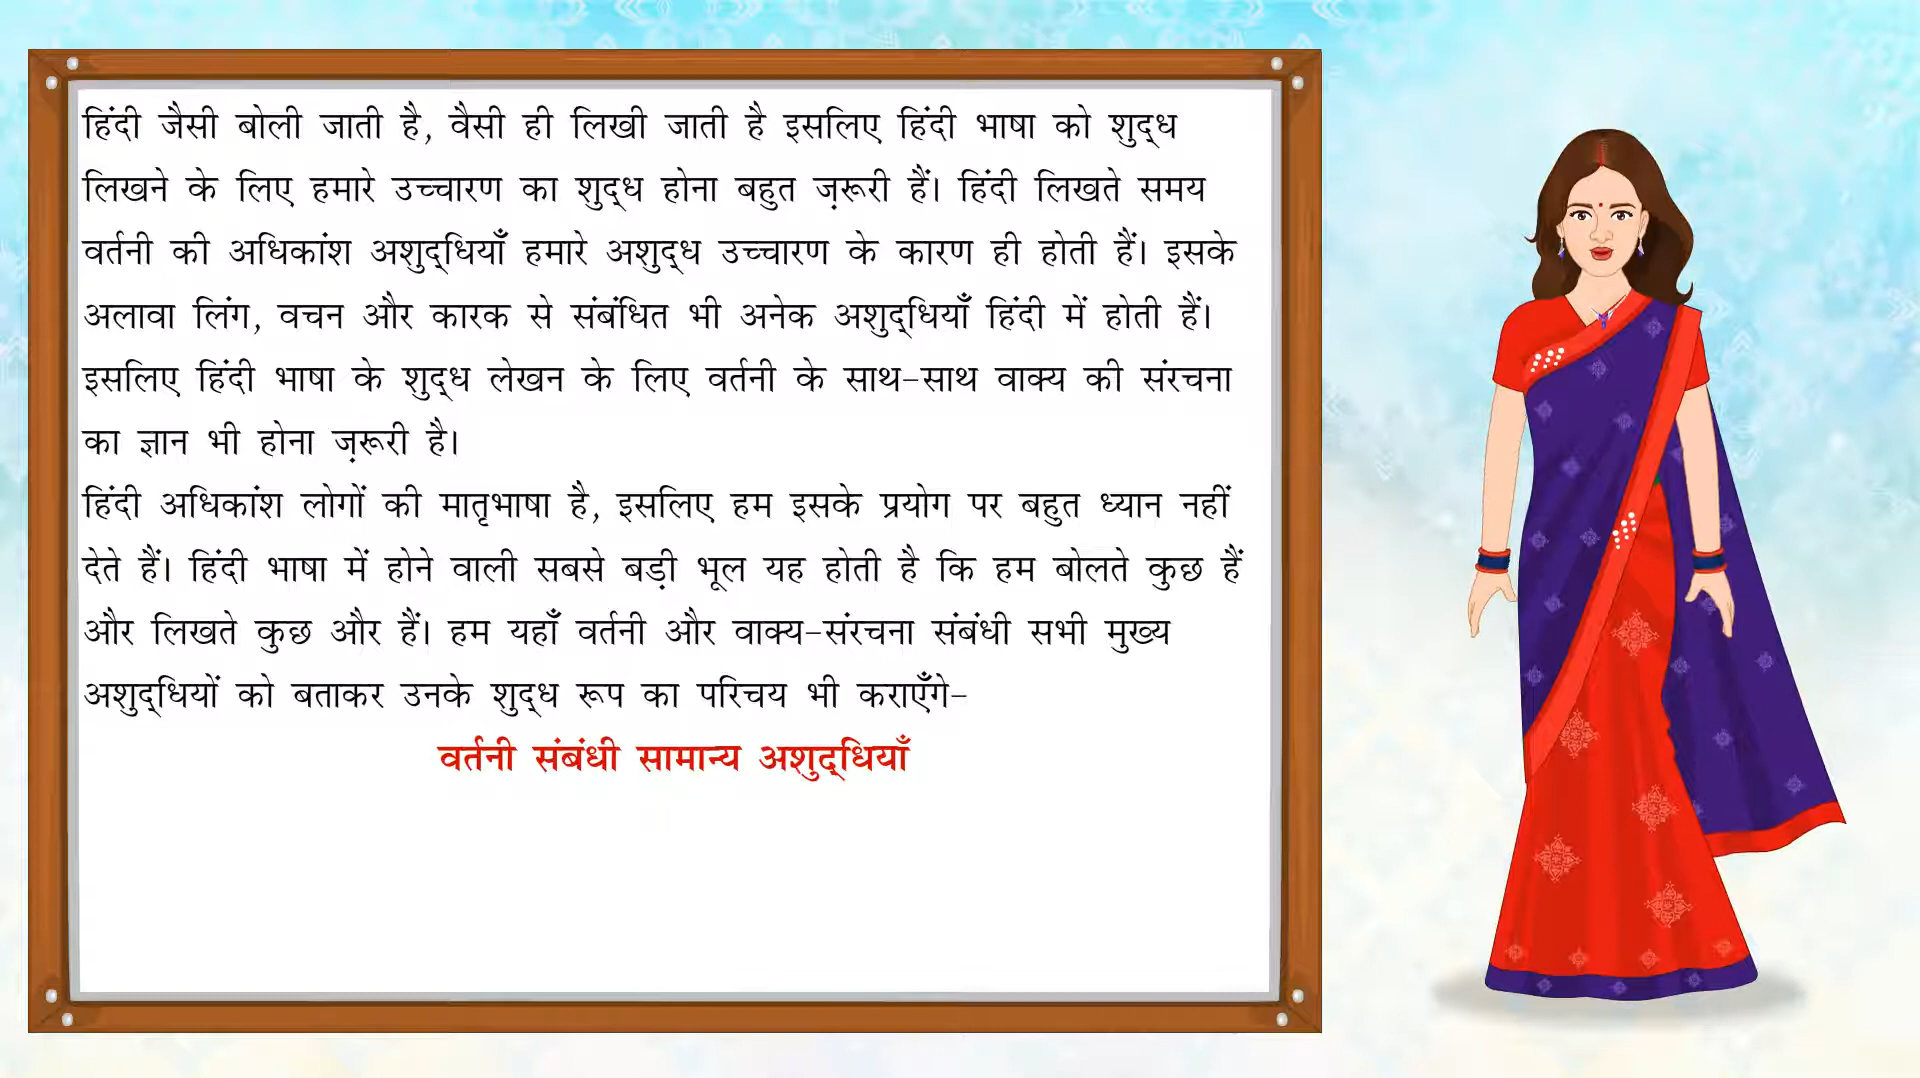 हिंदी जैसी बोली जाती है, वैसी ही लिखी जाती है इसलिए हिंदी भाषा को शुद्ध
लिखने के लिए हमारे उच्चारण का शुद्ध होना बहुत ज़रूरी हैं। हिंदी लिखते समय
वर्तनी की अधिकांश अशुद्धियाँ हमारे अशुद्ध उच्चारण के कारण ही होती हैं। इसके
अलावा लिंग, वचन और कारक से संबंधित भी अनेक अशुद्धियाँ हिंदी में होती हैं।
इसलिए हिंदी भाषा के शुद्ध लेखन के लिए वर्तनी के साथ-साथ वाक्य की संरचना
का ज्ञान भी होना ज़रूरी है।
हिंदी अधिकांश लोगों की मातृभाषा है, इसलिए हम इसके प्रयोग पर बहुत ध्यान नहीं
देते हैं। हिंदी भाषा में होने वाली सबसे बड़ी भूल यह होती है कि हम बोलते कुछ हैं
और लिखते कुछ और हैं। हम यहाँ वर्तनी और वाक्य-संरचना संबंधी सभी मुख्य
अशुद्धियों को बताकर उनके शुद्ध रूप का परिचय भी कराएँगे-
वर्तनी संबंधी सामान्य अशुद्धियाँ